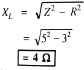 X_L = √Z² − R²
= √5² − 3²
= 4 Ω